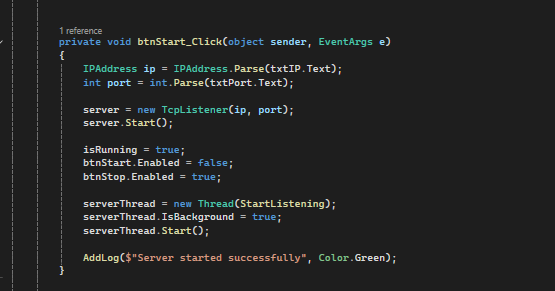 1 reference
private void btnStart_Click(object sender, EventArgs e)
{
IPAddress ip = IPAddress.Parse(txtIP.Text);
int port = int.Parse(txtPort.Text);
server = new TcpListener(ip, port);
server.Start();
isRunning = true;
btnStart.Enabled = false;
btnStop.Enabled = true;
serverThread = new Thread(StartListening);
serverThread.IsBackground = true;
serverThread.Start();
AddLog($"Server started successfully", Color.Green);
}